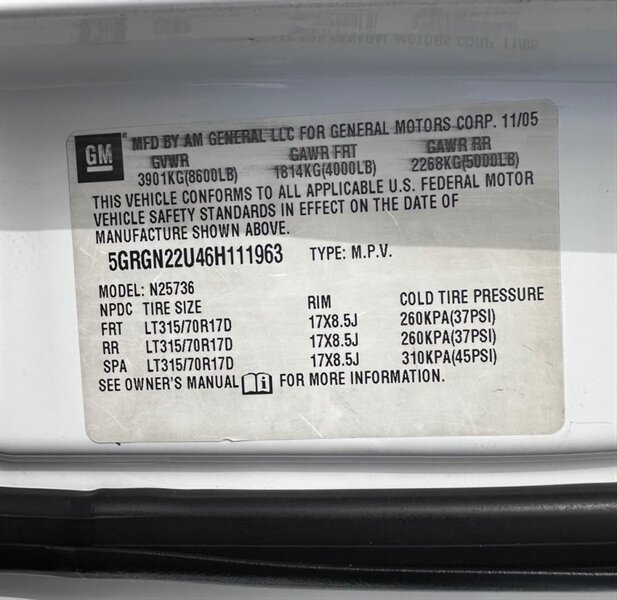 GM
MFD BY AM GENERAL LLC FOR GENERAL MOTORS CORP. 11/05
GVWR GAWR FRT GAWR RR
3901KG(8600LB) 1814KG(4000LB) 2268KG(5000LB)
THIS VEHICLE CONFORMS TO ALL APPLICABLE U.S. FEDERAL MOTOR
VEHICLE SAFETY STANDARDS IN EFFECT ON THE DATE OF
MANUFACTURE SHOWN ABOVE.
5GRGN22U46H111963 TYPE: M.P.V.
MODEL: N25736
NPDC TIRE SIZE RIM COLD TIRE PRESSURE
FRT LT315/70R17D 17X8.5J 260KPA(37PSI)
RR LT315/70R17D 17X8.5J 260KPA(37PSI)
SPA LT315/70R17D 17X8.5J 310KPA(45PSI)
SEE OWNER'S MANUAL FOR MORE INFORMATION.